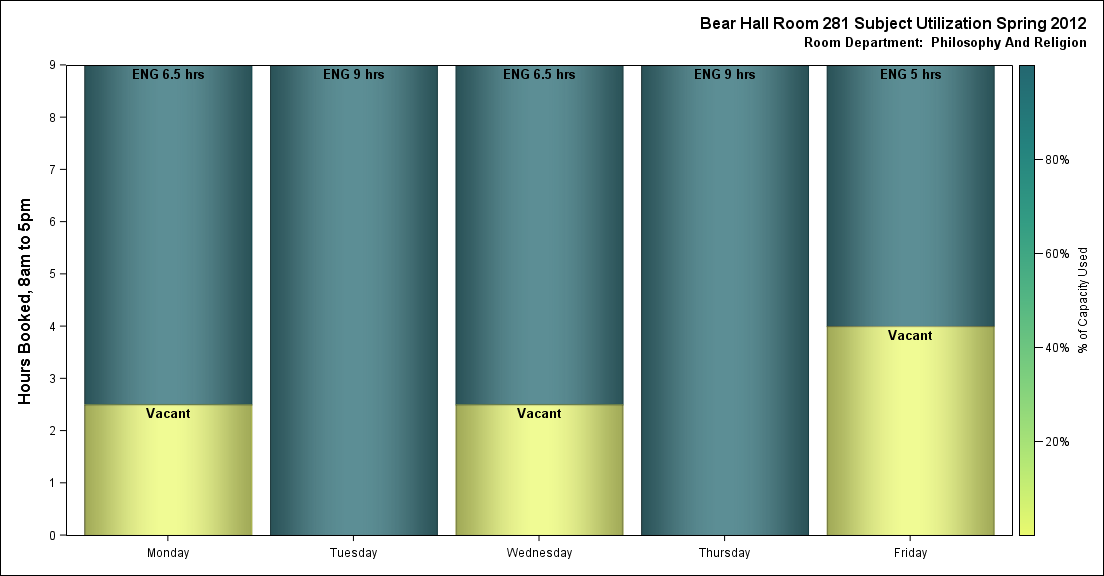 Bear Hall Room 281 Subject Utilization Spring 2012
Room Department: Philosophy And Religion
Hours Booked, 8am to 5pm
9
8
7
6
5
4
3
2
1
0
ENG 6.5 hrs
ENG 9 hrs
ENG 6.5 hrs
ENG 9 hrs
ENG 5 hrs
Vacant
Vacant
Vacant
Monday
Tuesday
Wednesday
Thursday
Friday
80%
60%
40%
20%
% of Capacity Used